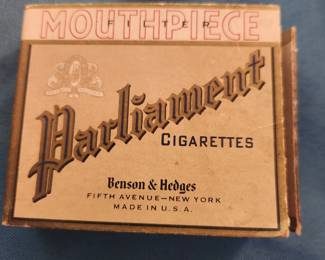 FILTER
MOUTHPIECE
Parliament
CIGARETTES
Benson & Hedges
FIFTH AVENUE—NEW YORK
MADE IN U.S.A.